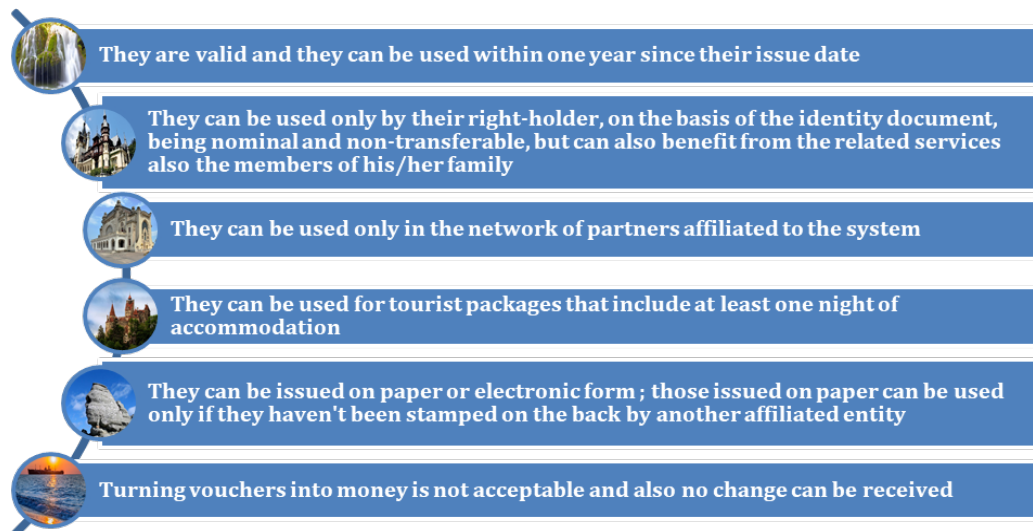 They are valid and they can be used within one year since their issue date
They can be used only by their right-holder, on the basis of the identity document,
being nominal and non-transferable, but can also benefit from the related services
also the members of his/her family
They can be used only in the network of partners affiliated to the system
They can be used for tourist packages that include at least one night of
accommodation
They can be issued on paper or electronic form ; those issued on paper can be used
only if they haven't been stamped on the back by another affiliated entity
Turning vouchers into money is not acceptable and also no change can be received